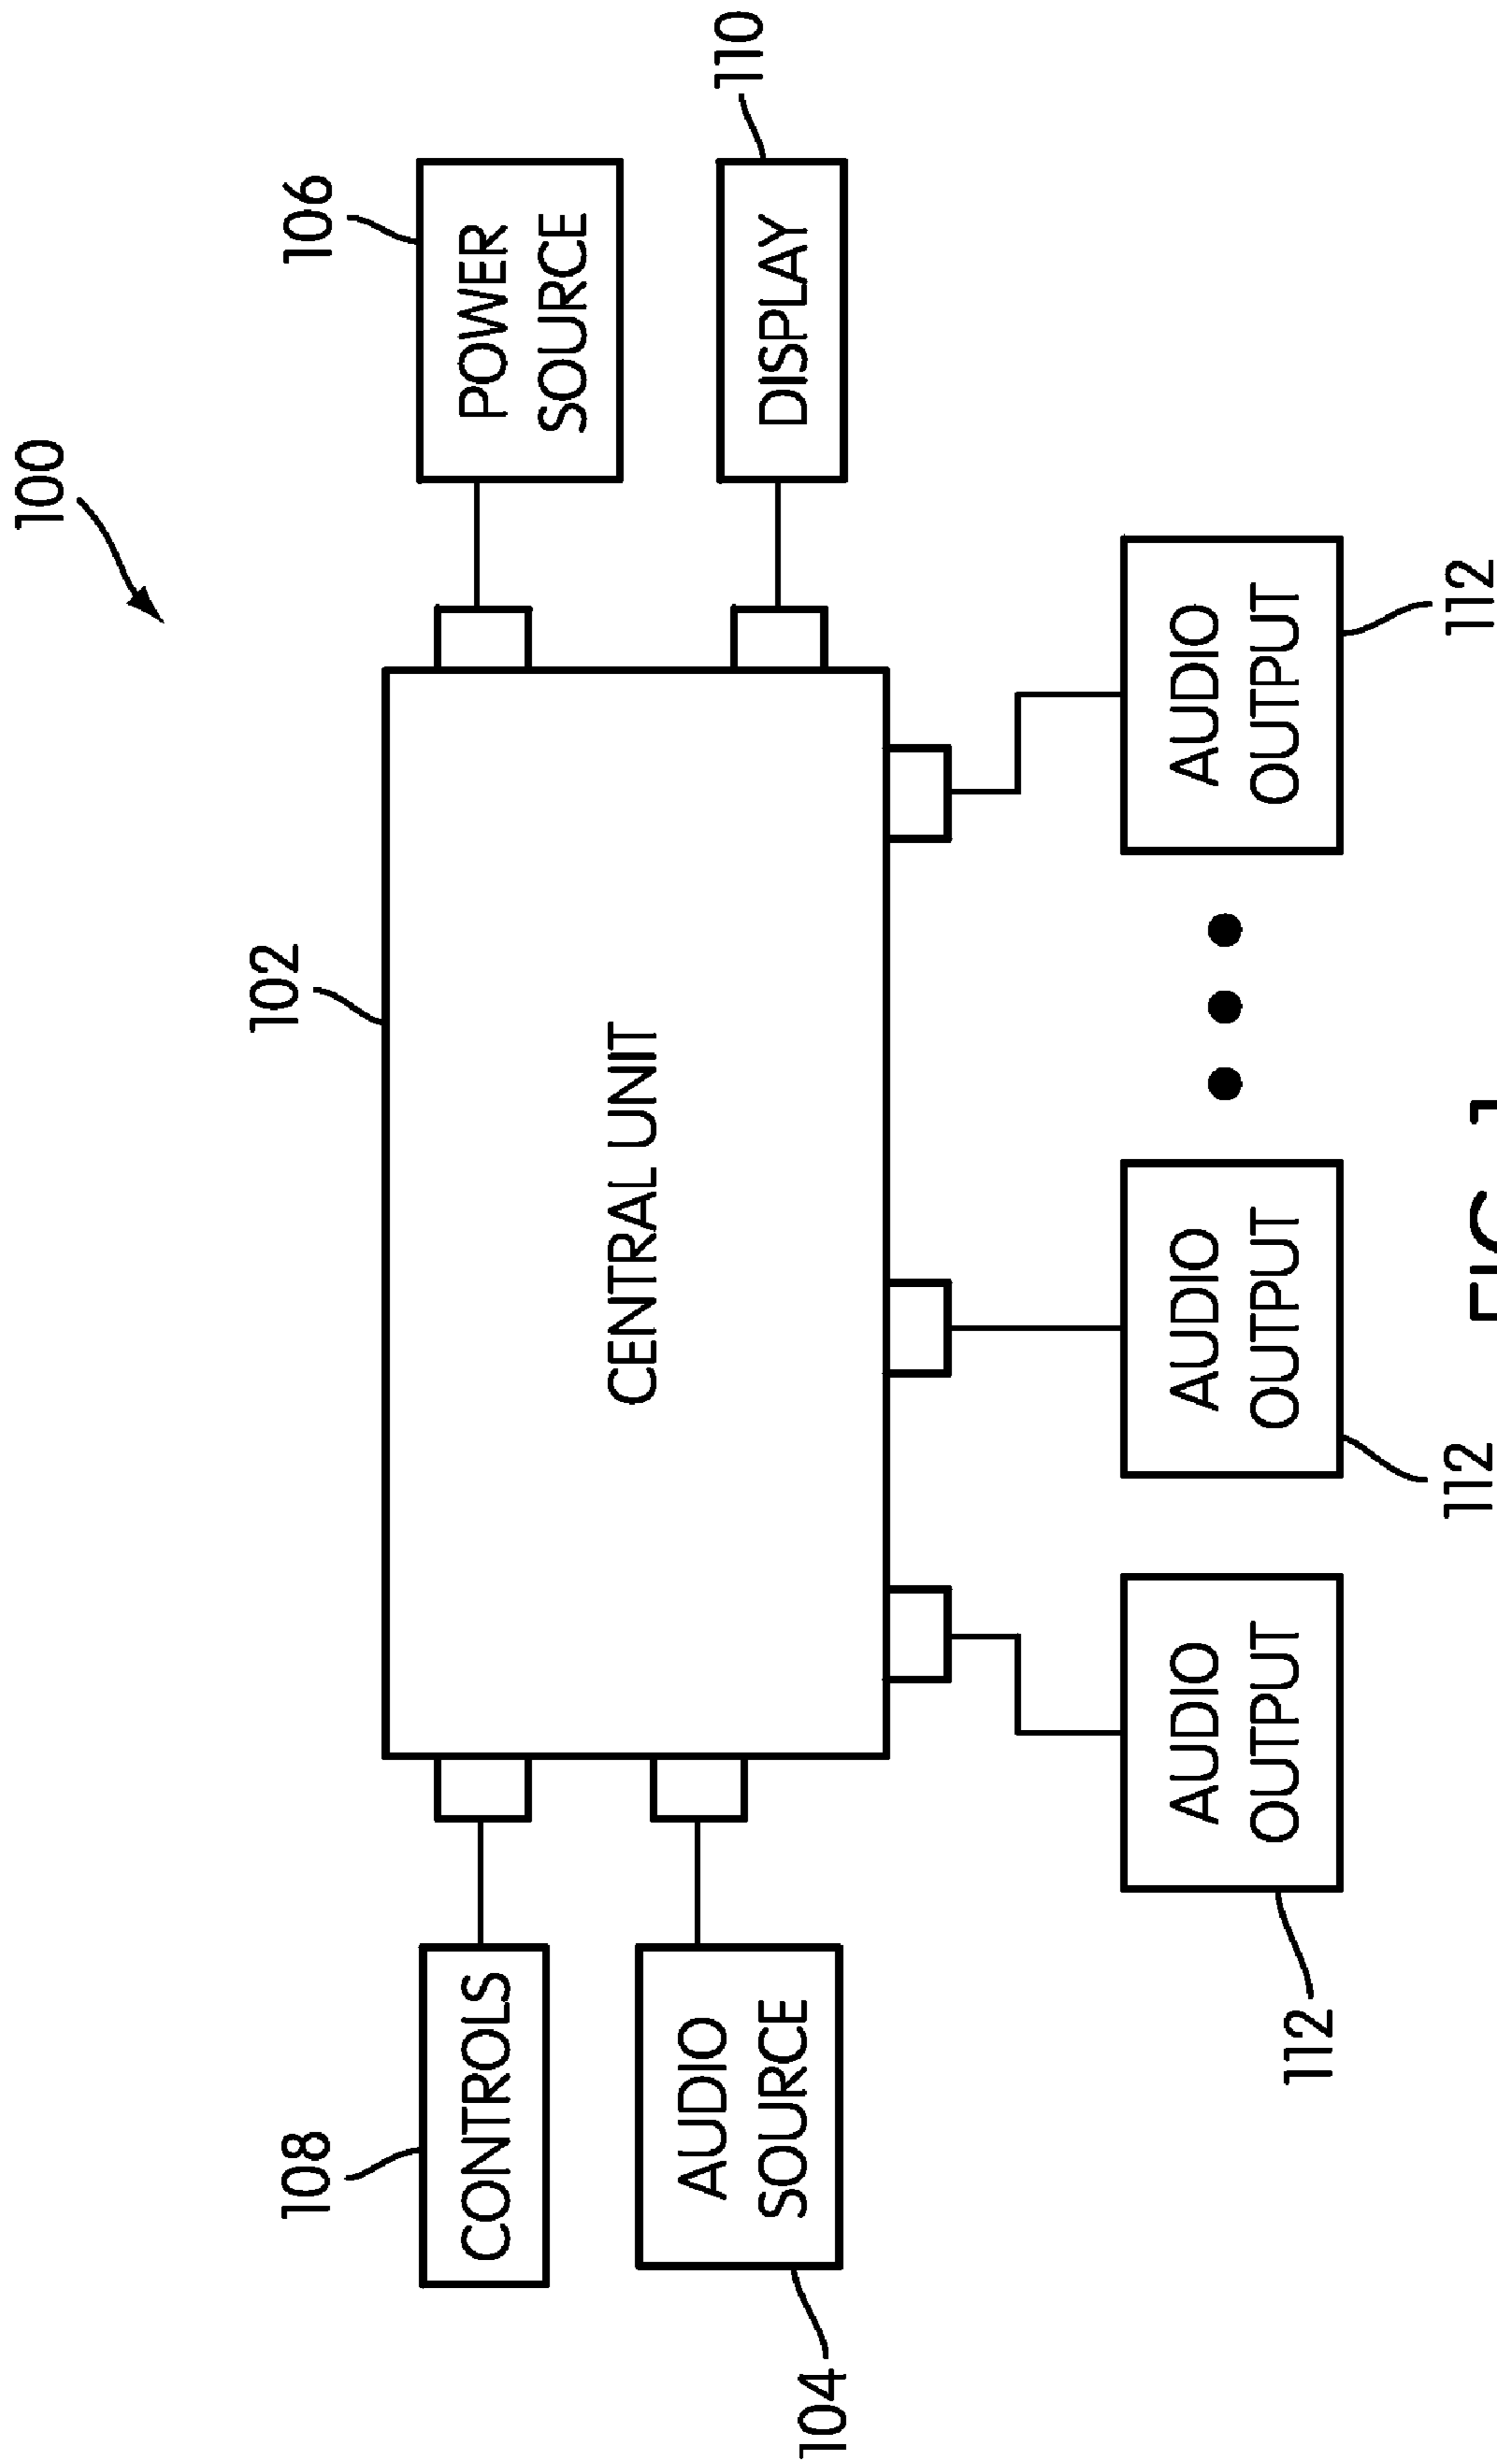 100
102
106
POWER
SOURCE
110
DISPLAY
108
CONTROLS
104
AUDIO
SOURCE
CENTRAL UNIT
AUDIO
OUTPUT
112
AUDIO
OUTPUT
112
AUDIO
OUTPUT
112